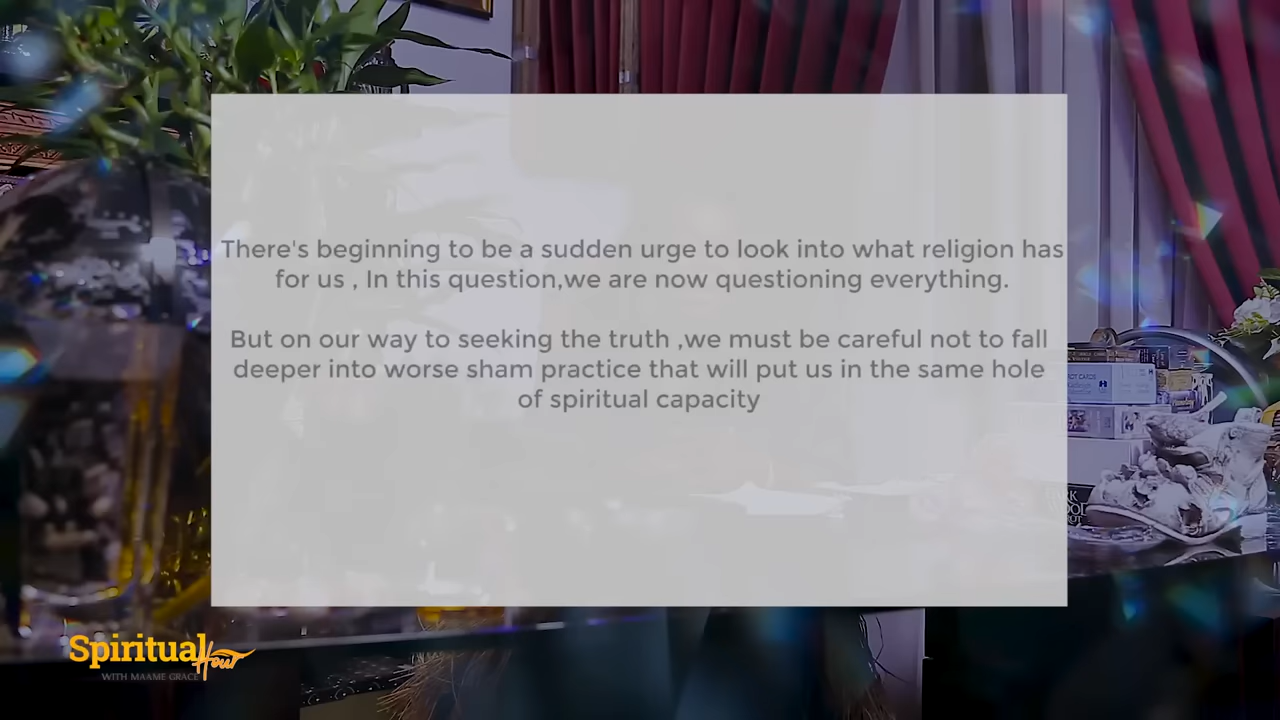 There's beginning to be a sudden urge to look into what religion has
for us , In this question,we are now questioning everything.
But on our way to seeking the truth ,we must be careful not to fall
deeper into worse sham practice that will put us in the same hole
of spiritual capacity
Spiritual
Hour
WITH MAAME GRACE